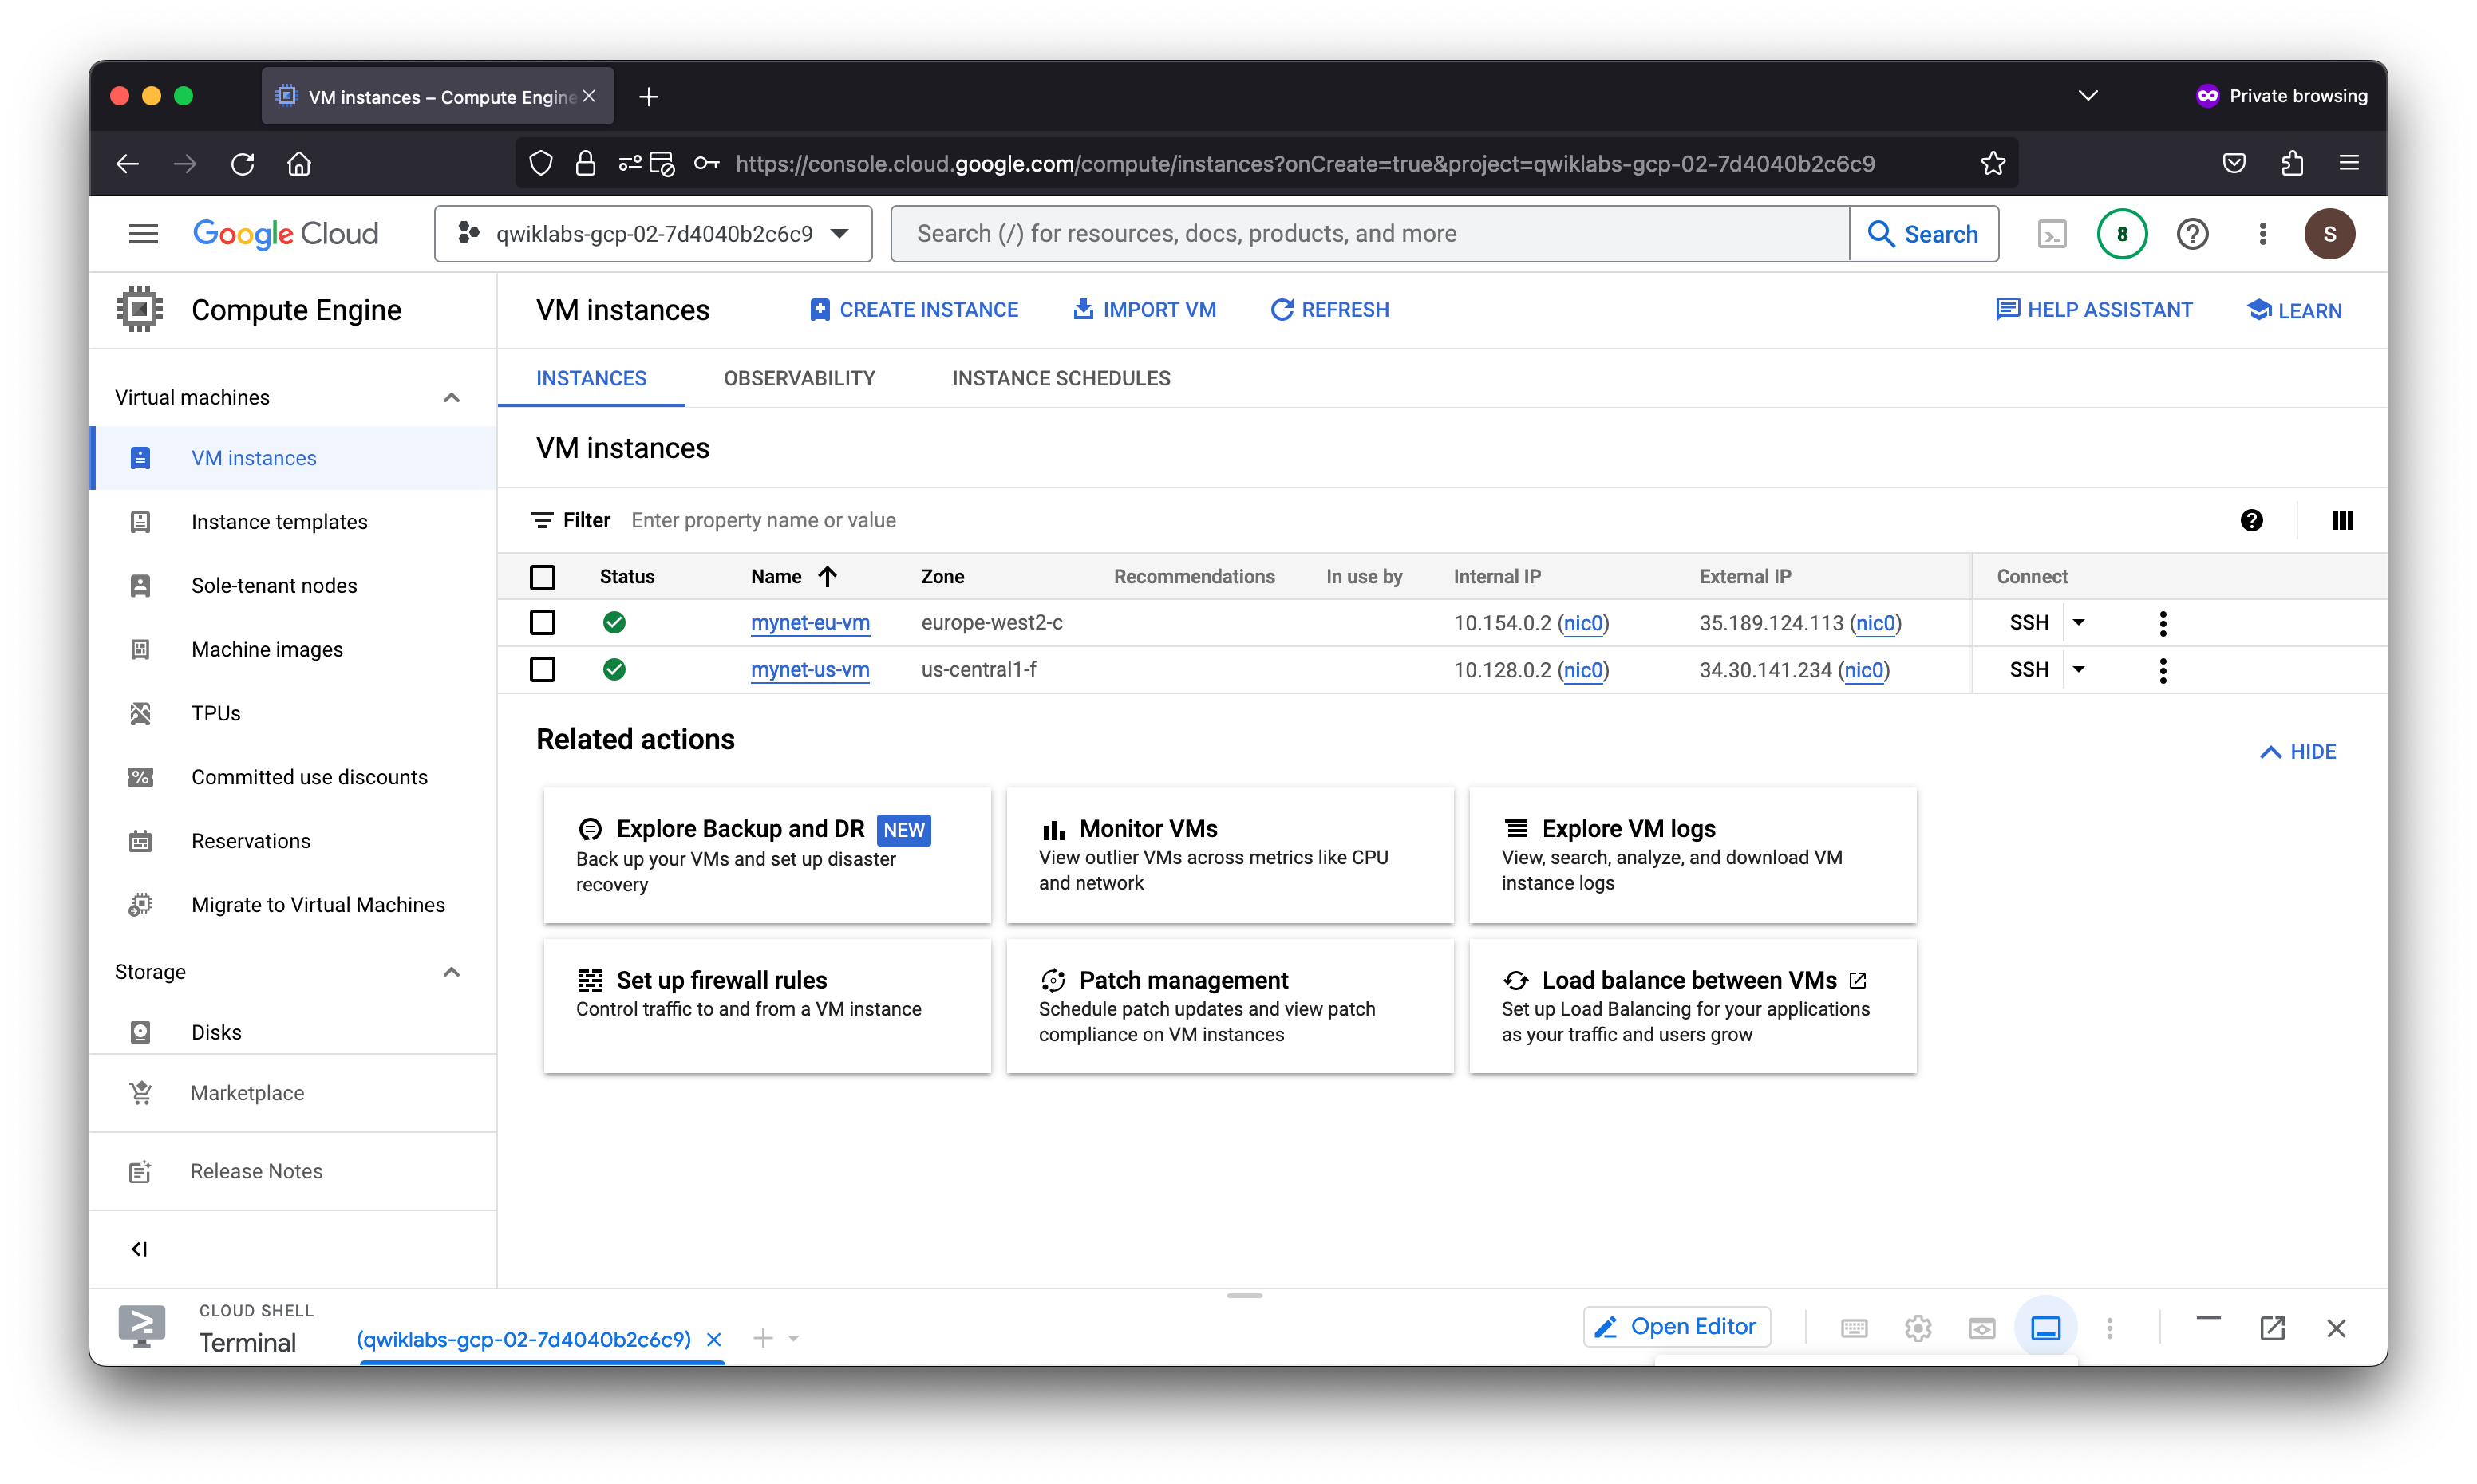 VM instances – Compute Engine
Private browsing
https://console.cloud.google.com/compute/instances?onCreate=true&project=qwiklabs-gcp-02-7d4040b2c6c9
Google Cloud
qwiklabs-gcp-02-7d4040b2c6c9
Search (/) for resources, docs, products, and more
Search
8
S
Compute Engine
VM instances
CREATE INSTANCE
IMPORT VM
REFRESH
HELP ASSISTANT
LEARN
Virtual machines
VM instances
Instance templates
Sole-tenant nodes
Machine images
TPUs
Committed use discounts
Reservations
Migrate to Virtual Machines
Storage
Disks
Marketplace
Release Notes
INSTANCES
OBSERVABILITY
INSTANCE SCHEDULES
VM instances
Filter Enter property name or value
Status Name Zone Recommendations In use by Internal IP External IP Connect
mynet-eu-vm europe-west2-c 10.154.0.2 (nic0) 35.189.124.113 (nic0) SSH
mynet-us-vm us-central1-f 10.128.0.2 (nic0) 34.30.141.234 (nic0) SSH
Related actions
HIDE
Explore Backup and DR NEW
Back up your VMs and set up disaster
recovery
Monitor VMs
View outlier VMs across metrics like CPU
and network
Explore VM logs
View, search, analyze, and download VM
instance logs
Set up firewall rules
Control traffic to and from a VM instance
Patch management
Schedule patch updates and view patch
compliance on VM instances
Load balance between VMs
Set up Load Balancing for your applications
as your traffic and users grow
CLOUD SHELL
Terminal
(qwiklabs-gcp-02-7d4040b2c6c9)
Open Editor